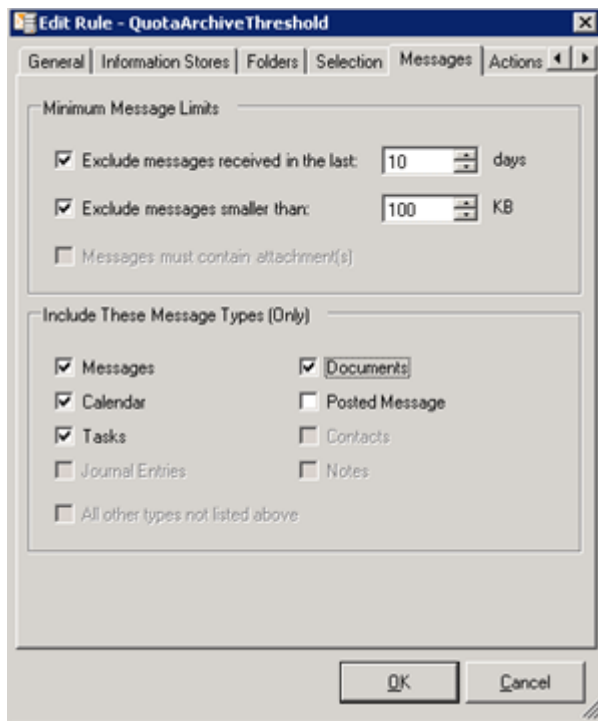 Edit Rule - QuotaArchiveThreshold
General Information Stores Folders Selection Messages Actions
Minimum Message Limits
Exclude messages received in the last: 10 days
Exclude messages smaller than: 100 KB
Messages must contain attachment(s)
Include These Message Types (Only)
Messages Documents
Calendar Posted Message
Tasks Contacts
Journal Entries Notes
All other types not listed above
OK Cancel